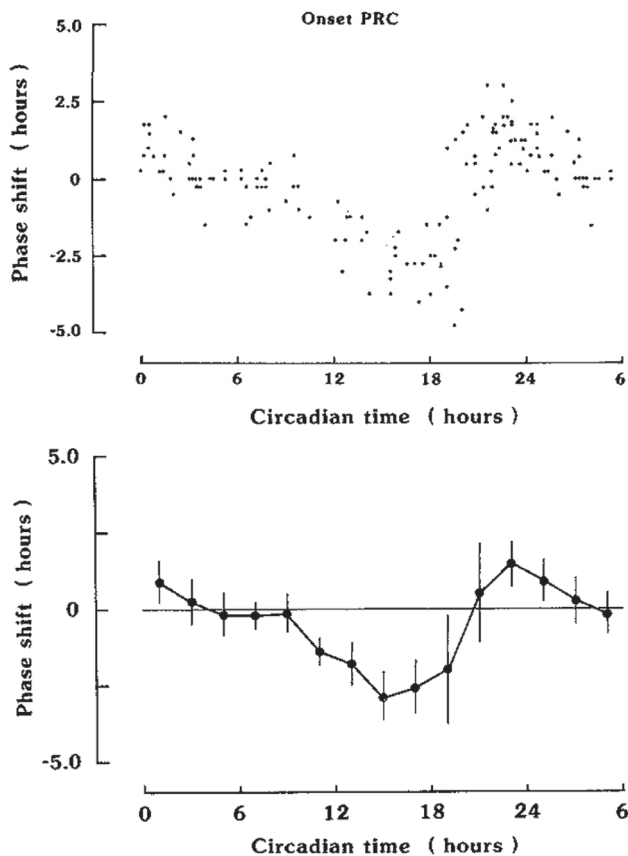 Onset PRC
5.0
2.5
0
-2.5
-5.0
Phase shift ( hours )
0 6 12 18 24 6
Circadian time ( hours )
5.0
0
-5.0
Phase shift ( hours )
0 6 12 18 24 6
Circadian time ( hours )